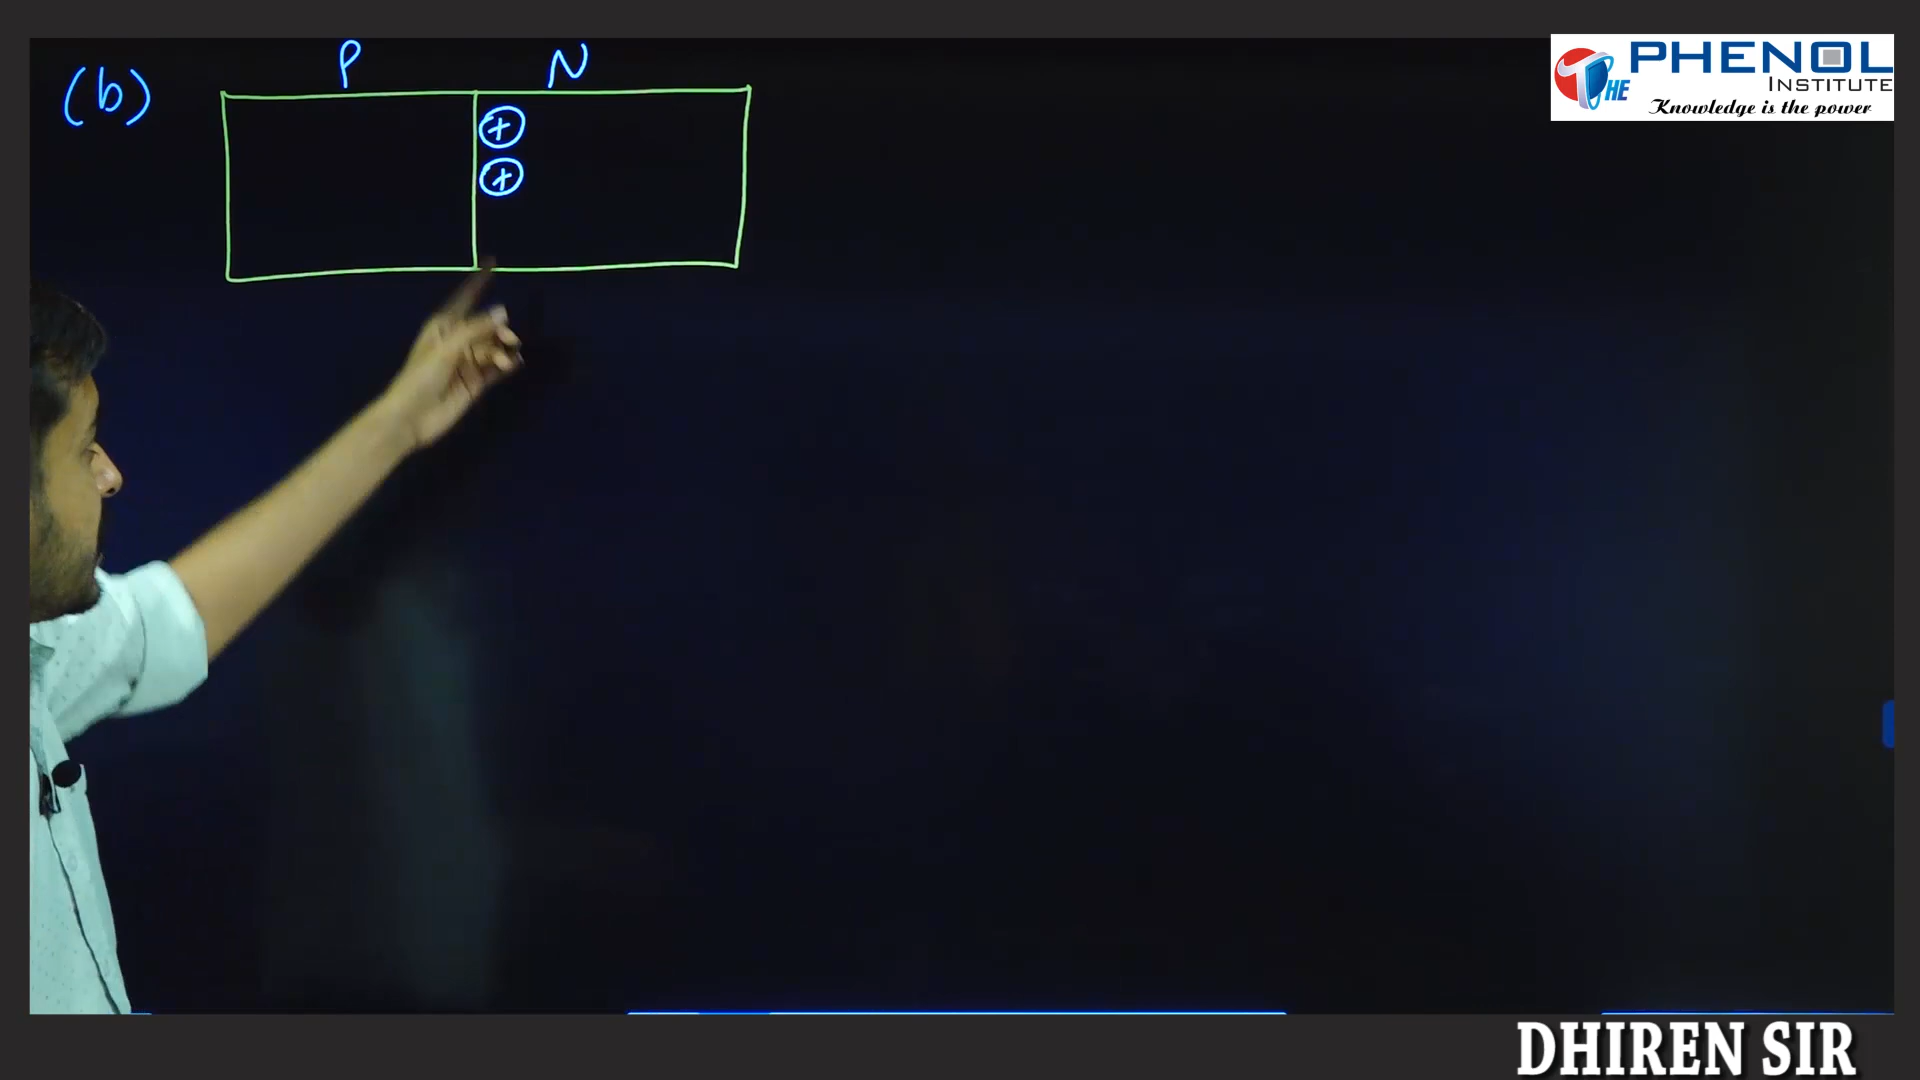 (b)
P N
+
+
THE PHENOL
INSTITUTE
Knowledge is the power
DHIREN SIR